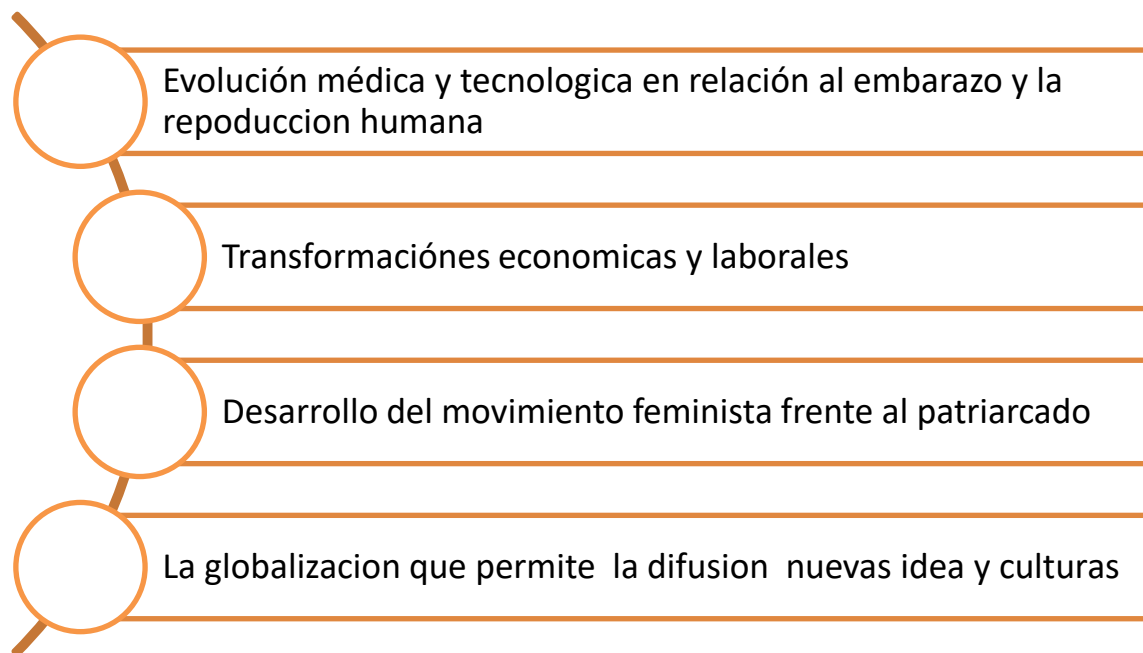 Evolución médica y tecnologica en relación al embarazo y la
repoduccion humana
Transformaciónes economicas y laborales
Desarrollo del movimiento feminista frente al patriarcado
La globalizacion que permite  la difusion  nuevas idea y culturas